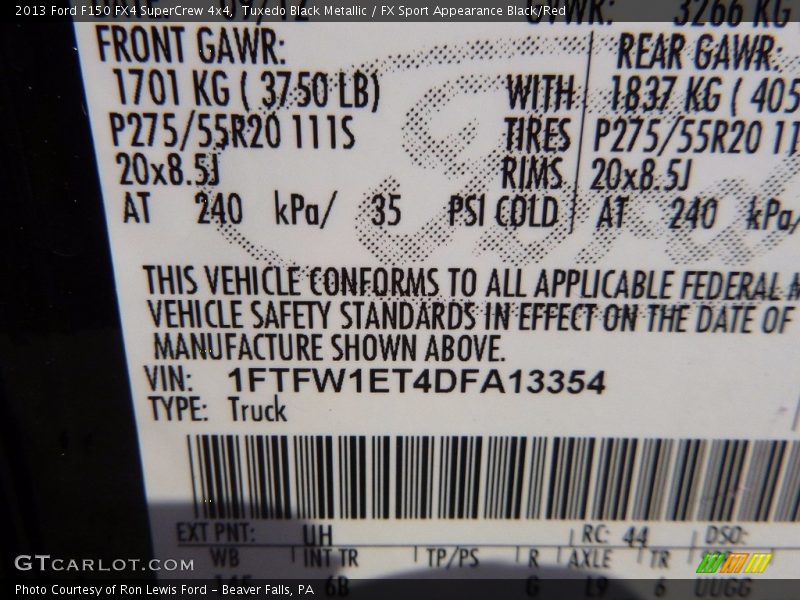 2013 Ford F150 FX4 SuperCrew 4x4, Tuxedo Black Metallic / FX Sport Appearance Black/Red
GVWR: 3266 KG
FRONT GAWR: REAR GAWR:
1701 KG ( 3750 LB) WITH 1837 KG ( 405
P275/55R20 111S TIRES P275/55R20 11
20x8.5J RIMS 20x8.5J
AT 240 kPa/ 35 PSI COLD AT 240 kPa/
THIS VEHICLE CONFORMS TO ALL APPLICABLE FEDERAL M
VEHICLE SAFETY STANDARDS IN EFFECT ON THE DATE OF
MANUFACTURE SHOWN ABOVE.
VIN: 1FTFW1ET4DFA13354
TYPE: Truck
EXT PNT: UH RC: 44 DSO:
WB INT TR TP/PS R AXLE TR
6B G L9 6
GTCARLOT.COM
Photo Courtesy of Ron Lewis Ford – Beaver Falls, PA